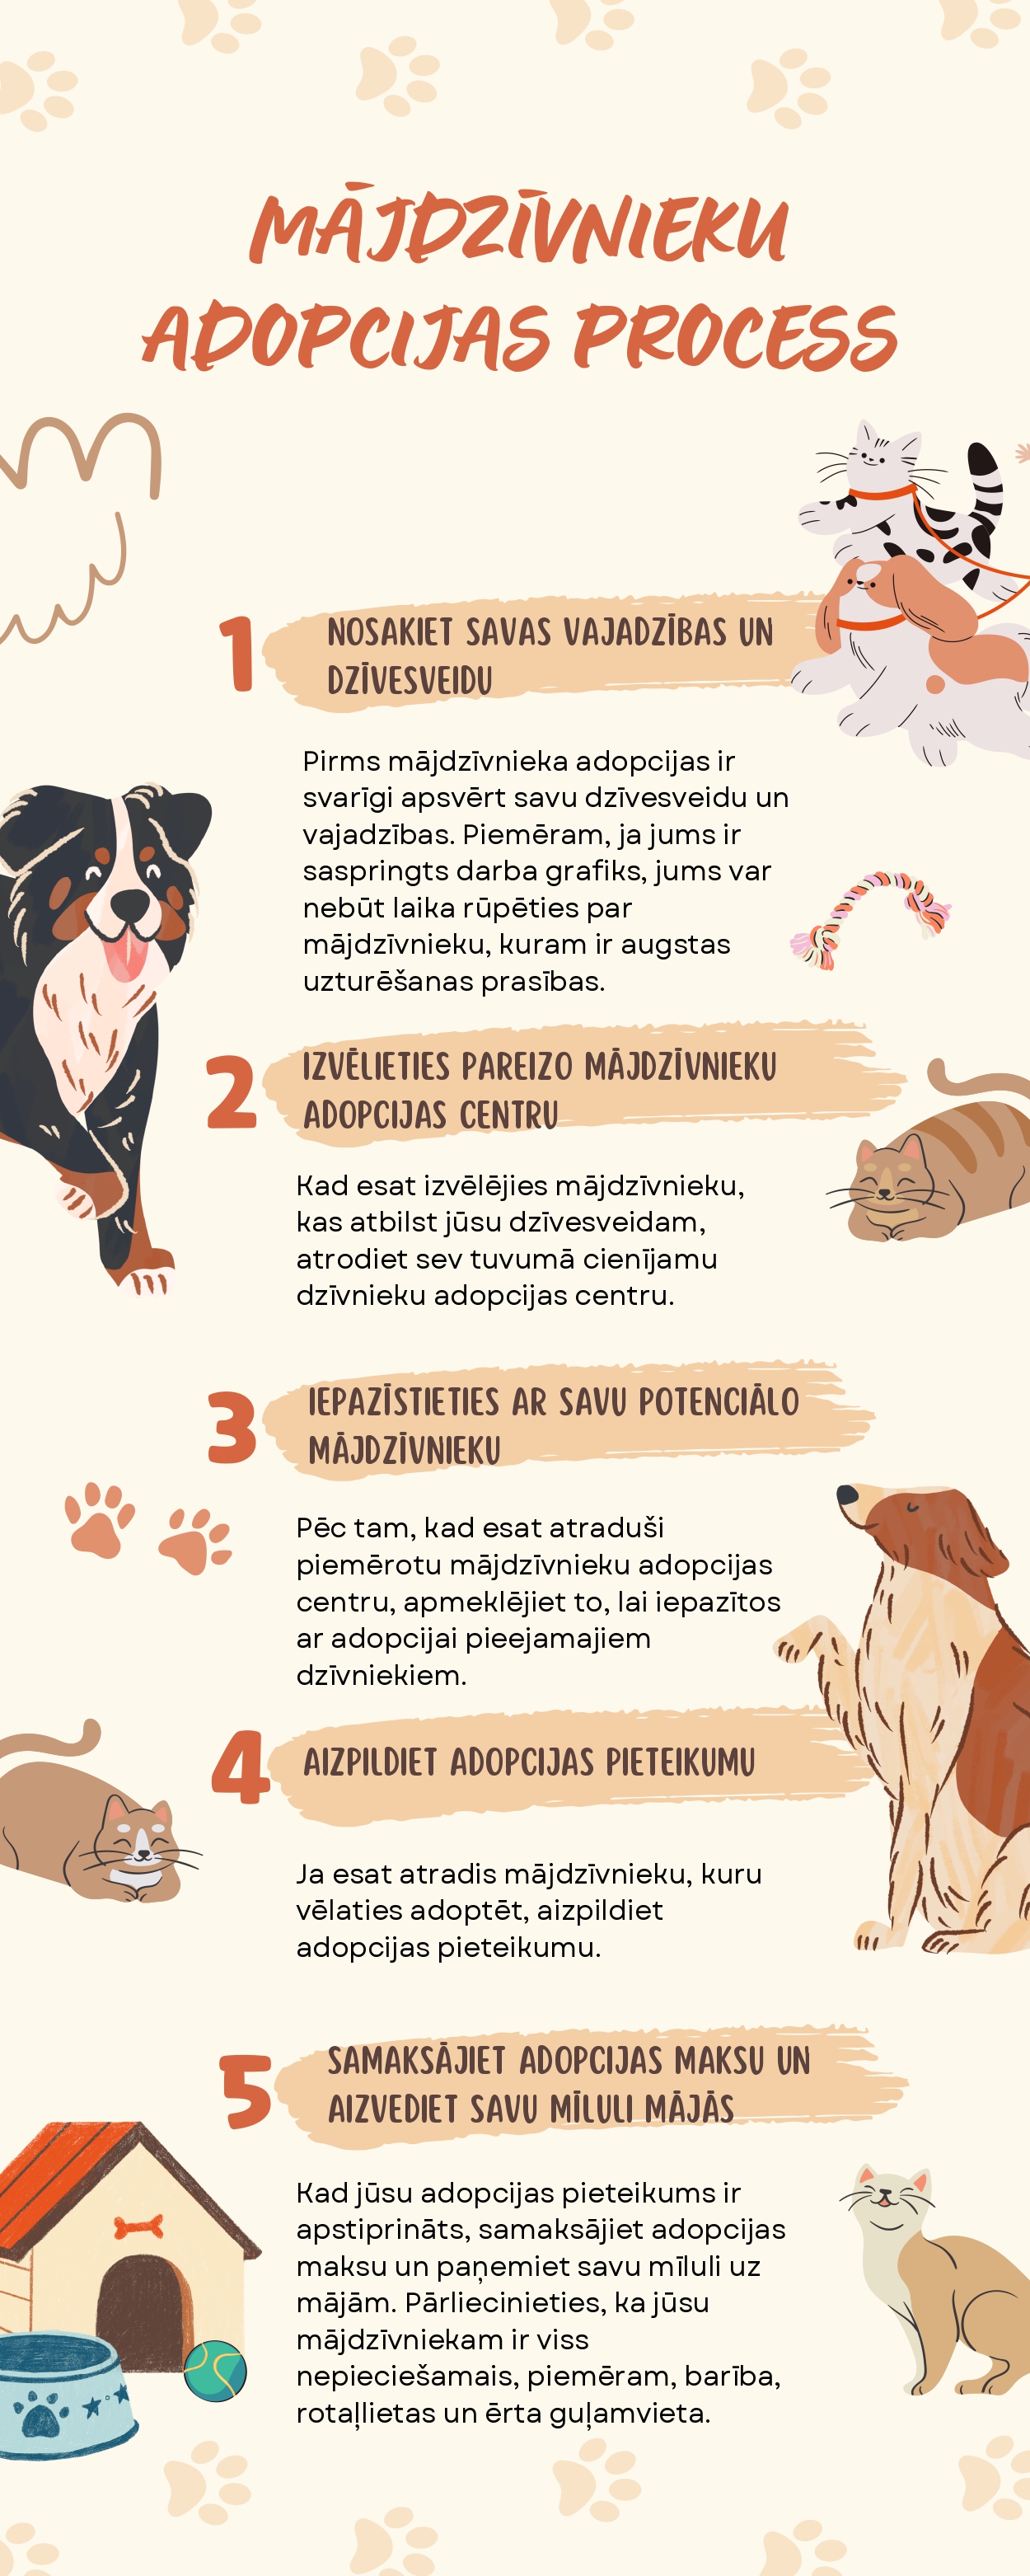 MĀJDZĪVNIEKU
ADOPCIJAS PROCESS
1
NOSAKIET SAVAS VAJADZĪBAS UN
DZĪVESVEIDU
Pirms mājdzīvnieka adopcijas ir
svarīgi apsvērt savu dzīvesveidu un
vajadzības. Piemēram, ja jums ir
saspringts darba grafiks, jums var
nebūt laika rūpēties par
mājdzīvnieku, kuram ir augstas
uzturēšanas prasības.
2
IZVĒLIETIES PAREIZO MĀJDZĪVNIEKU
ADOPCIJAS CENTRU
Kad esat izvēlējies mājdzīvnieku,
kas atbilst jūsu dzīvesveidam,
atrodiet sev tuvumā cienījamu
dzīvnieku adopcijas centru.
3
IEPAZĪSTIETIES AR SAVU POTENCIĀLO
MĀJDZĪVNIEKU
Pēc tam, kad esat atraduši
piemērotu mājdzīvnieku adopcijas
centru, apmeklējiet to, lai iepazītos
ar adopcijai pieejamajiem
dzīvniekiem.
4
AIZPILDIET ADOPCIJAS PIETEIKUMU
Ja esat atradis mājdzīvnieku, kuru
vēlaties adoptēt, aizpildiet
adopcijas pieteikumu.
5
SAMAKSĀJIET ADOPCIJAS MAKSU UN
AIZVEDIET SAVU MĪLULI MĀJĀS
Kad jūsu adopcijas pieteikums ir
apstiprināts, samaksājiet adopcijas
maksu un paņemiet savu mīluli uz
mājām. Pārliecinieties, ka jūsu
mājdzīvniekam ir viss
nepieciešamais, piemēram, barība,
rotaļlietas un ērta guļamvieta.